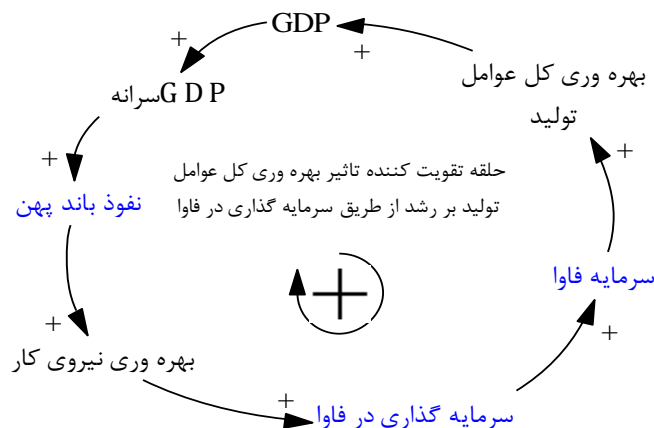 GDP
بهره وری کل عوامل
تولید
GDPسرانه
حلقه تقویت کننده تاثیر بهره وری کل عوامل
تولید بر رشد از طریق سرمایه گذاری در فاوا
نفوذ باند پهن
سرمایه فاوا
بهره وری نیروی کار
سرمایه گذاری در فاوا
+
+
+
+
+
+
+
+